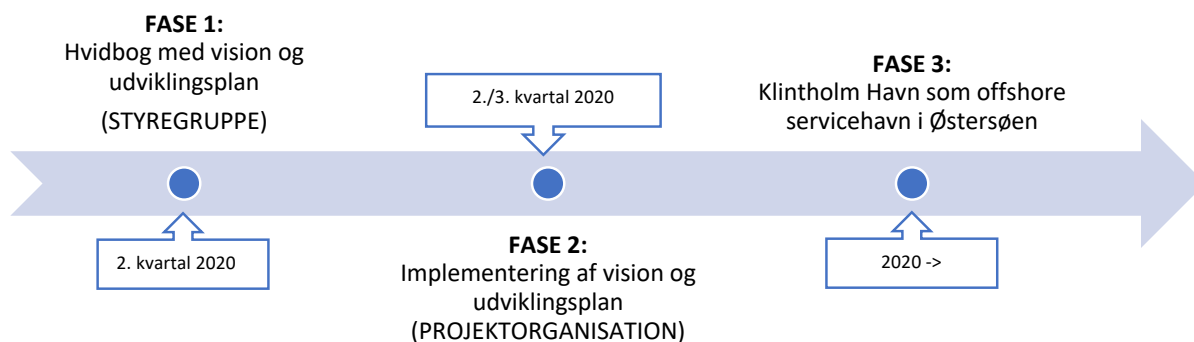 FASE 1:
Hvidbog med vision og
udviklingsplan
(STYREGRUPPE)
2. kvartal 2020
2./3. kvartal 2020
FASE 2:
Implementering af vision og
udviklingsplan
(PROJEKTORGANISATION)
FASE 3:
Klintholm Havn som offshore
servicehavn i Østersøen
2020 ->